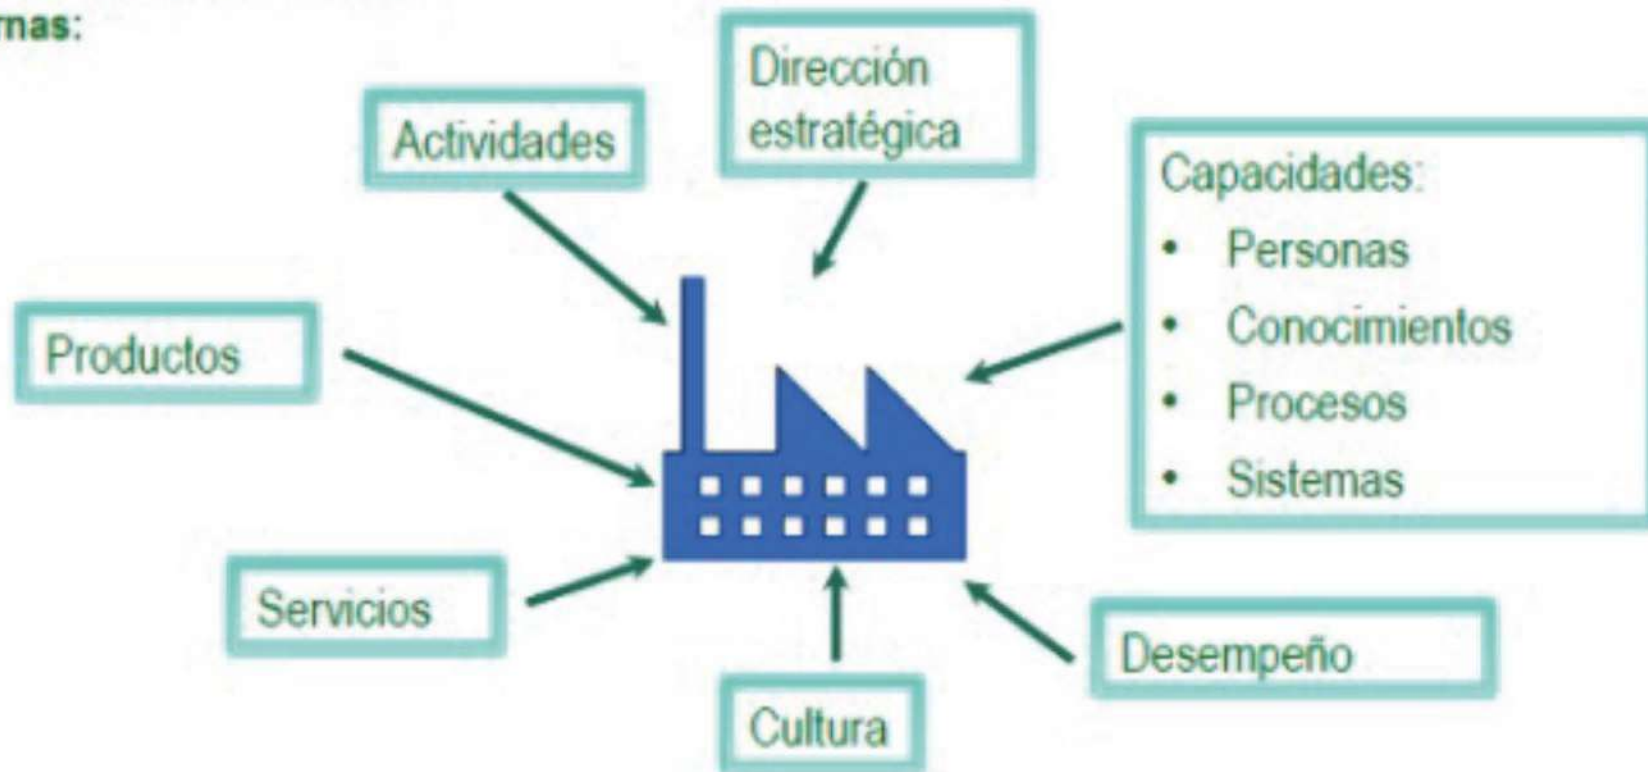 rnas:
Dirección
estratégica
Actividades
Capacidades:
• Personas
• Conocimientos
• Procesos
• Sistemas
Productos
Servicios
Desempeño
Cultura